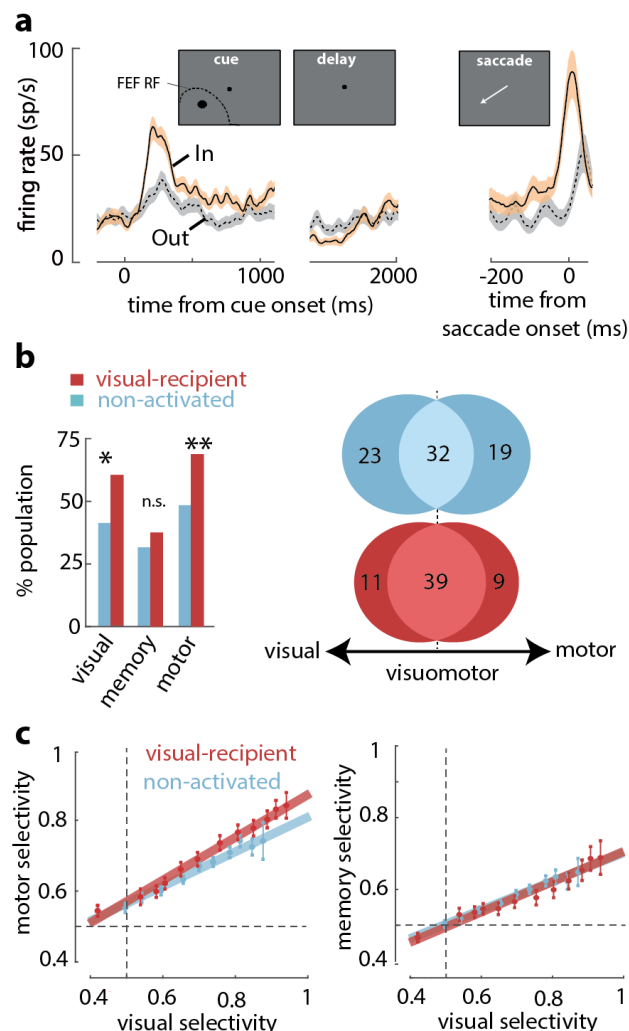 a
100
50
0
firing rate (sp/s)
cue
FEF RF
delay
saccade
In
Out
0
1000
2000
-200
0
time from cue onset (ms)
time from
saccade onset (ms)
b
visual-recipient
non-activated
75
50
25
0
% population
*
n.s.
**
visual
memory
motor
23
32
19
11
39
9
visual
motor
visuomotor
c
visual-recipient
non-activated
1
0.8
0.6
0.4
motor selectivity
0.4
0.6
0.8
1
visual selectivity
1
0.8
0.6
0.4
memory selectivity
0.4
0.6
0.8
1
visual selectivity